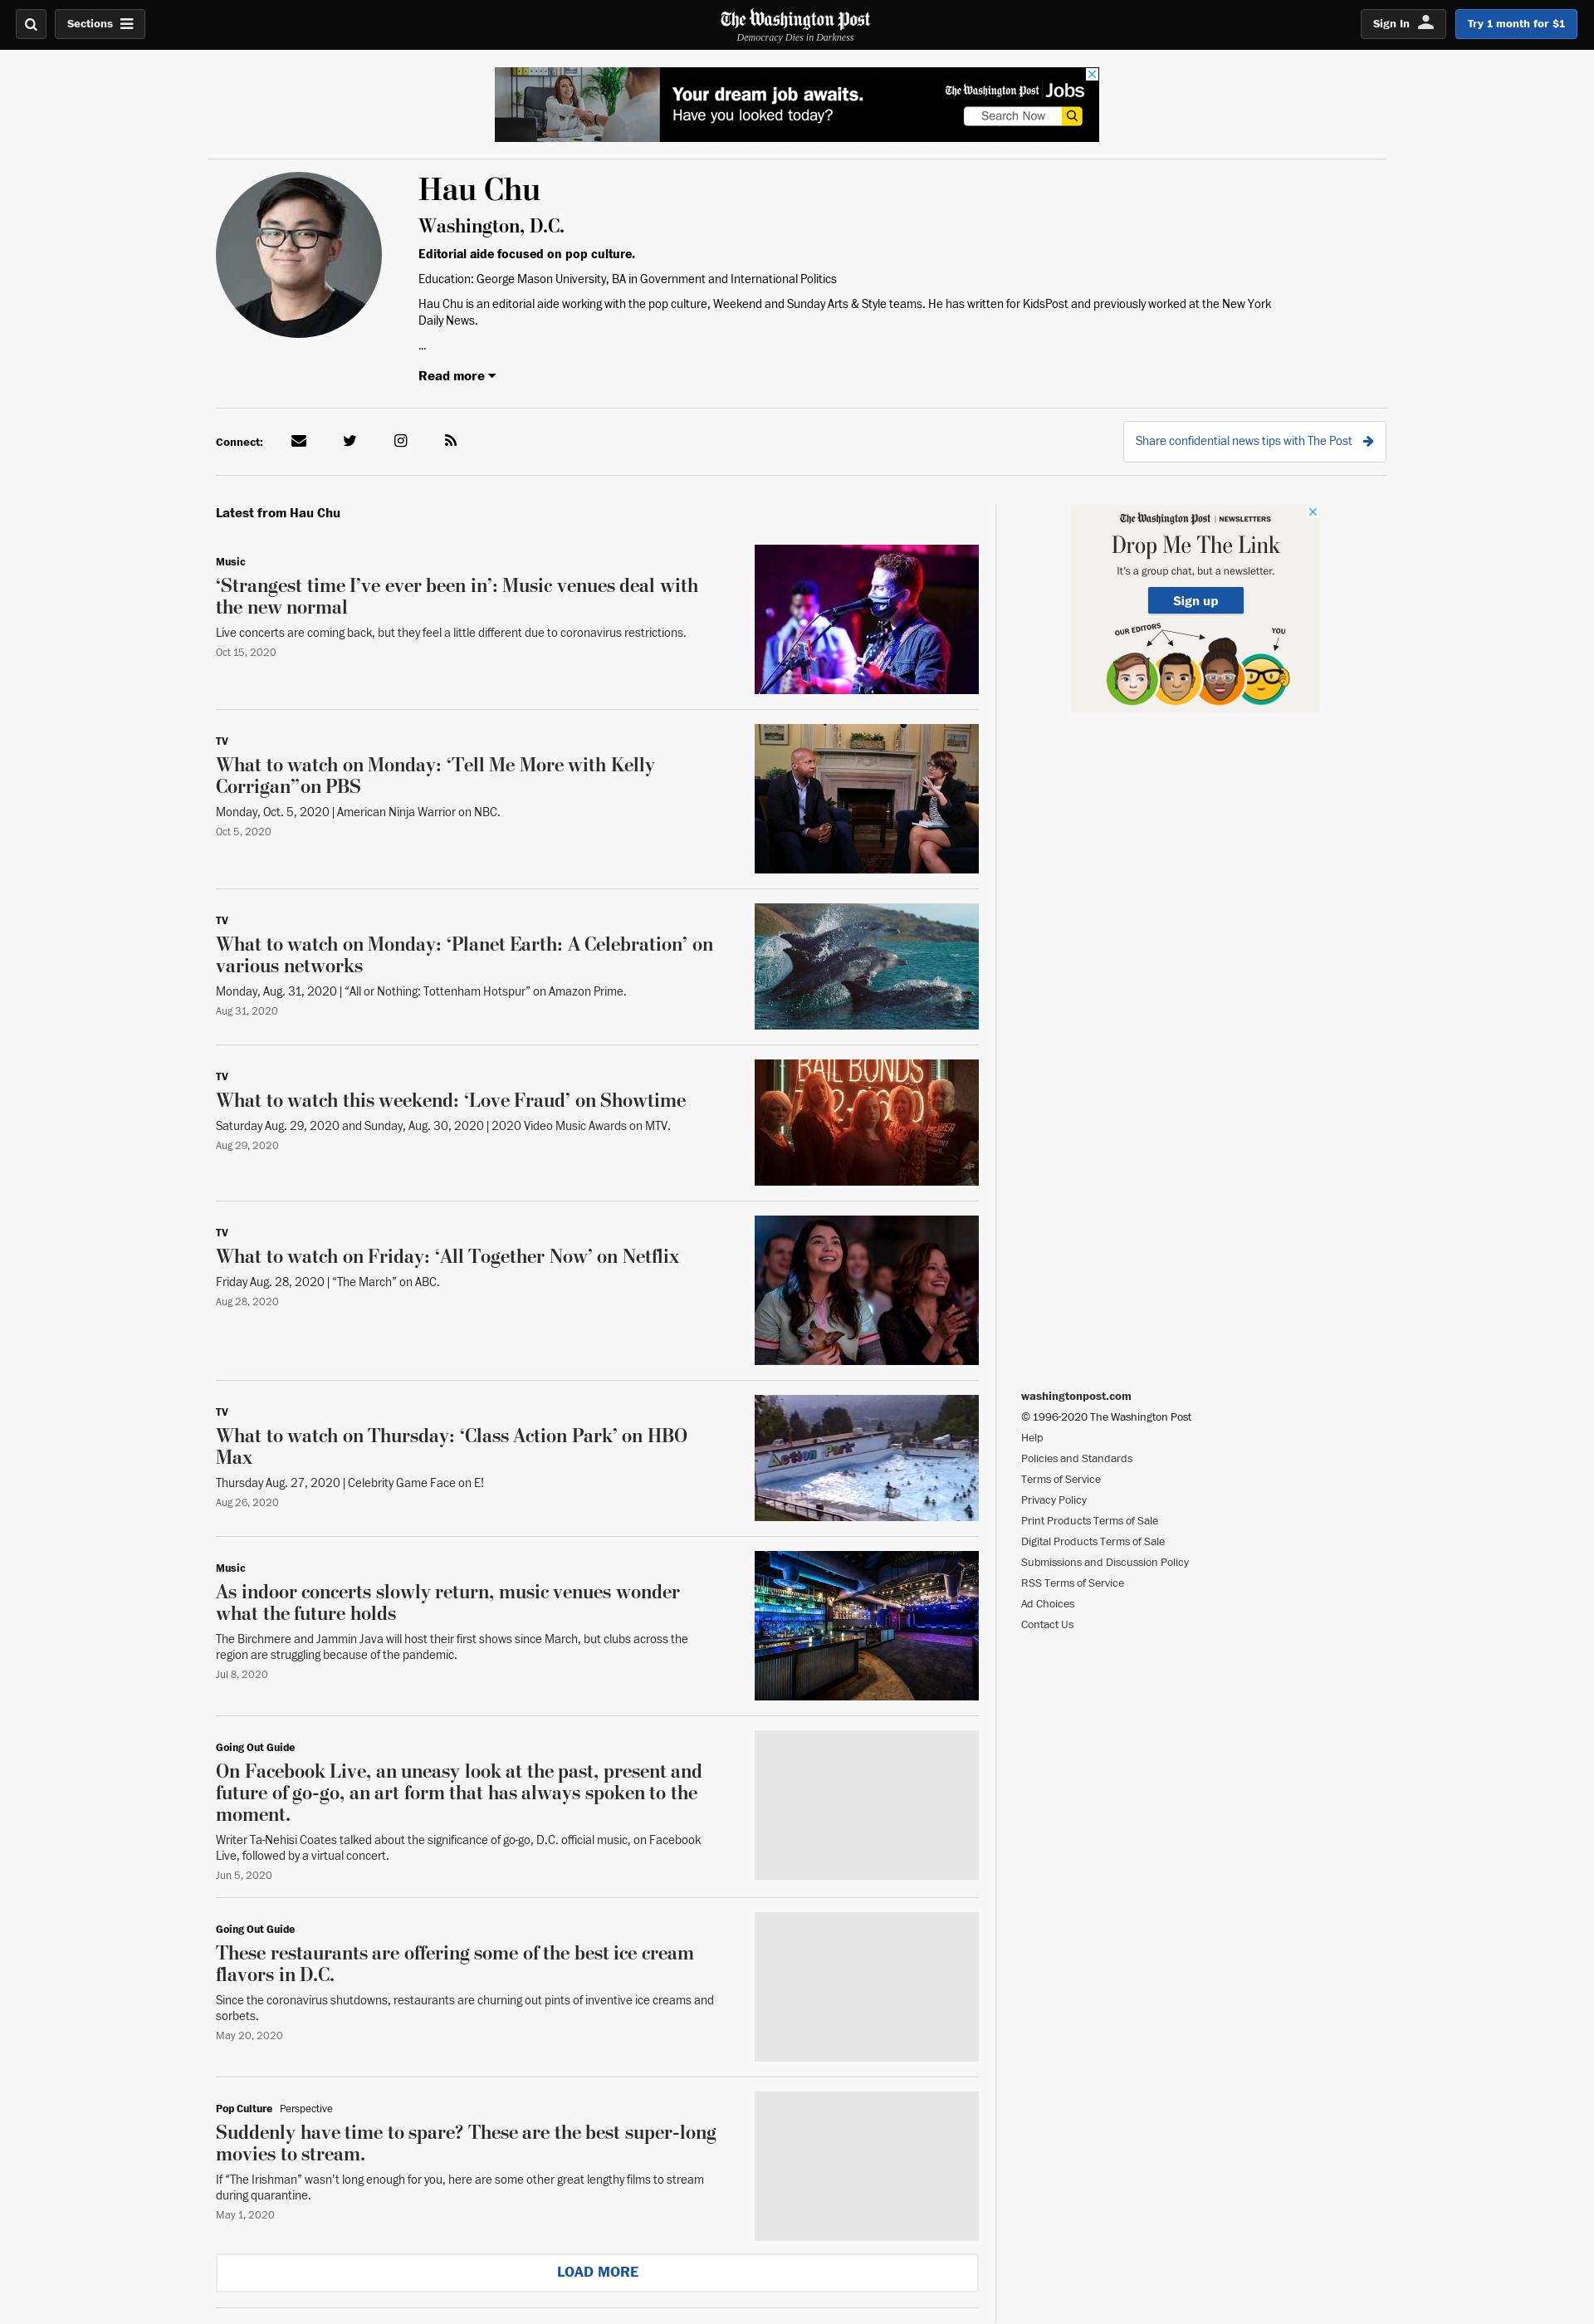 Sections
The Washington Post
Democracy Dies in Darkness
Sign In
Try 1 month for $1
Your dream job awaits.
Have you looked today?
The Washington Post Jobs
Search Now
Hau Chu
Washington, D.C.
Editorial aide focused on pop culture.
Education: George Mason University, BA in Government and International Politics
Hau Chu is an editorial aide working with the pop culture, Weekend and Sunday Arts & Style teams. He has written for KidsPost and previously worked at the New York
Daily News.
...
Read more
Connect:
Share confidential news tips with The Post
Latest from Hau Chu
Music
‘Strangest time I’ve ever been in’: Music venues deal with
the new normal
Live concerts are coming back, but they feel a little different due to coronavirus restrictions.
Oct 15, 2020
TV
What to watch on Monday: ‘Tell Me More with Kelly
Corrigan”on PBS
Monday, Oct. 5, 2020 | American Ninja Warrior on NBC.
Oct 5, 2020
TV
What to watch on Monday: ‘Planet Earth: A Celebration’ on
various networks
Monday, Aug. 31, 2020 | “All or Nothing: Tottenham Hotspur” on Amazon Prime.
Aug 31, 2020
TV
What to watch this weekend: ‘Love Fraud’ on Showtime
Saturday Aug. 29, 2020 and Sunday, Aug. 30, 2020 | 2020 Video Music Awards on MTV.
Aug 29, 2020
BAIL BONDS
TV
What to watch on Friday: ‘All Together Now’ on Netflix
Friday Aug. 28, 2020 | “The March” on ABC.
Aug 28, 2020
TV
What to watch on Thursday: ‘Class Action Park’ on HBO
Max
Thursday Aug. 27, 2020 | Celebrity Game Face on E!
Aug 26, 2020
Action Park
Music
As indoor concerts slowly return, music venues wonder
what the future holds
The Birchmere and Jammin Java will host their first shows since March, but clubs across the
region are struggling because of the pandemic.
Jul 8, 2020
Going Out Guide
On Facebook Live, an uneasy look at the past, present and
future of go-go, an art form that has always spoken to the
moment.
Writer Ta-Nehisi Coates talked about the significance of go-go, D.C. official music, on Facebook
Live, followed by a virtual concert.
Jun 5, 2020
Going Out Guide
These restaurants are offering some of the best ice cream
flavors in D.C.
Since the coronavirus shutdowns, restaurants are churning out pints of inventive ice creams and
sorbets.
May 20, 2020
Pop Culture Perspective
Suddenly have time to spare? These are the best super-long
movies to stream.
If “The Irishman” wasn’t long enough for you, here are some other great lengthy films to stream
during quarantine.
May 1, 2020
LOAD MORE
The Washington Post | NEWSLETTERS
Drop Me The Link
It’s a group chat, but a newsletter.
Sign up
OUR EDITORS
YOU
washingtonpost.com
© 1996-2020 The Washington Post
Help
Policies and Standards
Terms of Service
Privacy Policy
Print Products Terms of Sale
Digital Products Terms of Sale
Submissions and Discussion Policy
RSS Terms of Service
Ad Choices
Contact Us